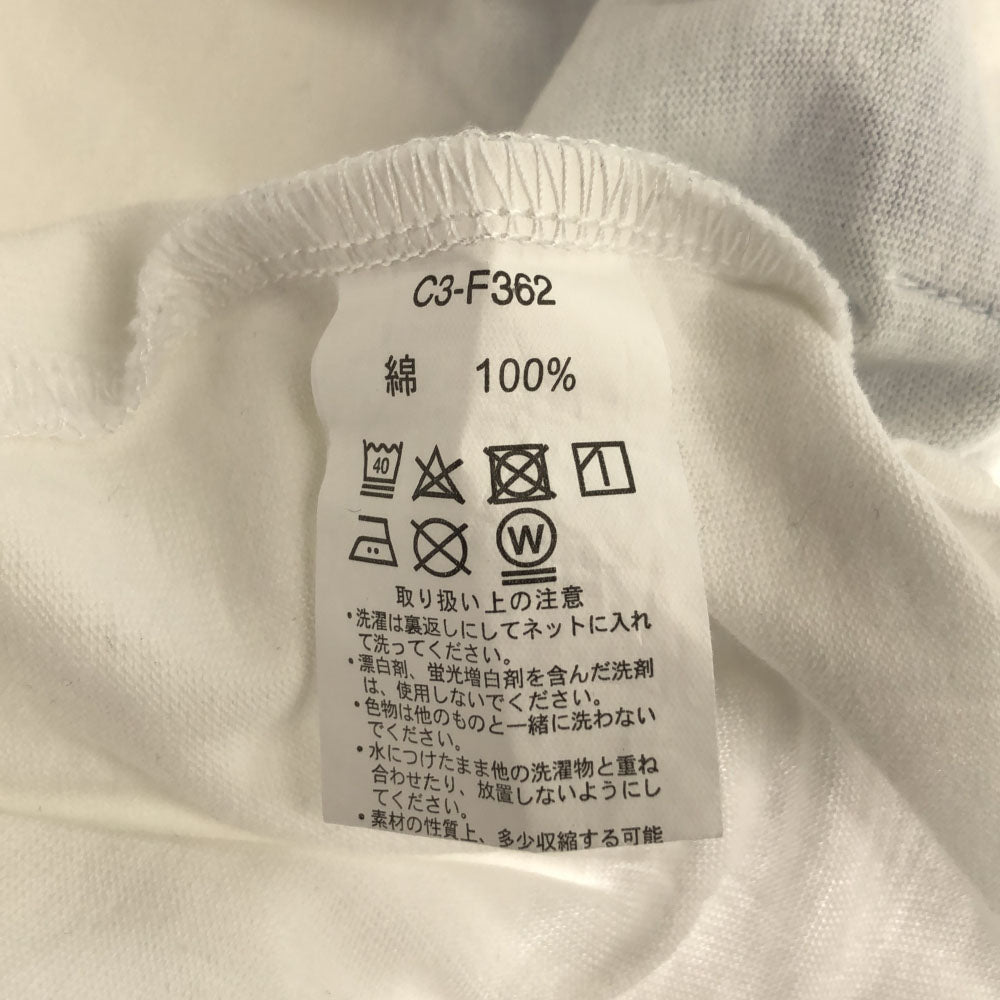 C3-F362
綿 100%
40
W
取り扱い上の注意
・洗濯は裏返しにしてネットに入れ
て洗ってください。
・漂白剤、蛍光増白剤を含んだ洗剤
は、使用しないでください。
・色物は他のものと一緒に洗わない
でください。
・水につけたまま他の洗濯物と重ね
合わせたり、放置しないようにし
てください。
・素材の性質上、多少収縮する可能